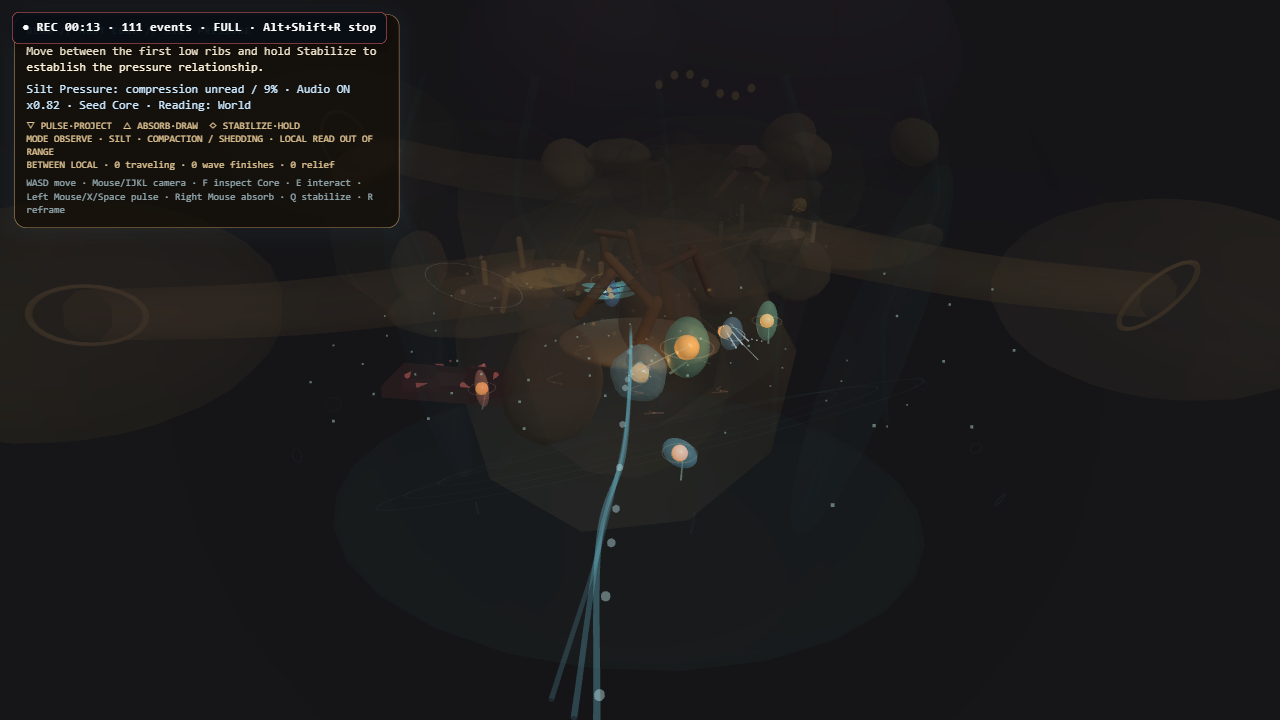 ● REC 00:13 · 111 events · FULL · Alt+Shift+R stop
Move between the first low ribs and hold Stabilize to
establish the pressure relationship.
Silt Pressure: compression unread / 9% · Audio ON
x0.82 · Seed Core · Reading: World
▽ PULSE·PROJECT △ ABSORB·DRAW ◇ STABILIZE·HOLD
MODE OBSERVE · SILT · COMPACTION / SHEDDING · LOCAL READ OUT OF
RANGE
BETWEEN LOCAL · 0 traveling · 0 wave finishes · 0 relief
WASD move · Mouse/IJKL camera · F inspect Core · E interact ·
Left Mouse/X/Space pulse · Right Mouse absorb · Q stabilize · R
reframe